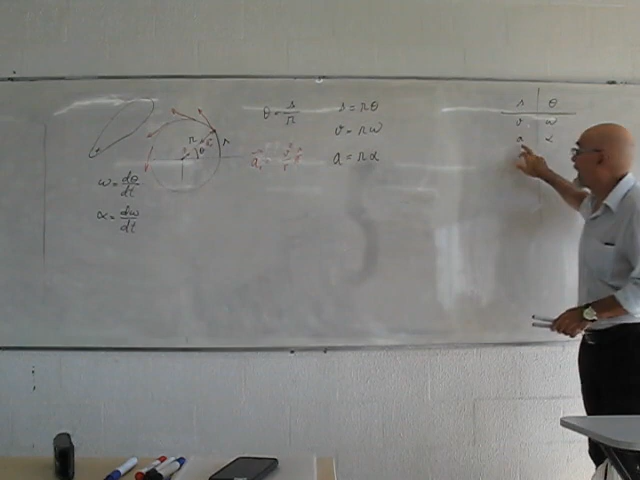 θ = s/r
s = rθ
v = rω
a = rα
ω = dθ/dt
α = dω/dt
r θ
s
s θ
v ω
a α